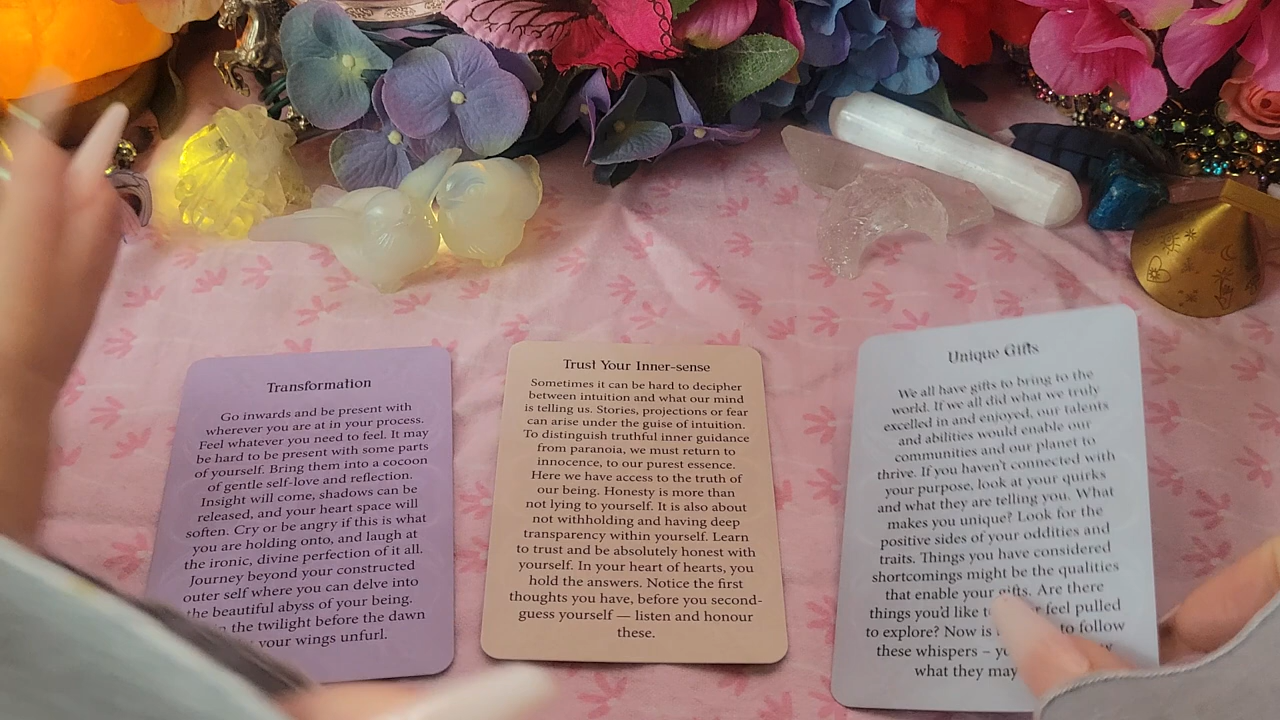 Transformation
Go inwards and be present with
wherever you are at in your process.
Feel whatever you need to feel. It may
be hard to be present with some parts
of yourself. Bring them into a cocoon
of gentle self-love and reflection.
Insight will come, shadows can be
released, and your heart space will
soften. Cry or be angry if this is what
you are holding onto, and laugh at
the ironic, divine perfection of it all.
Journey beyond your constructed
outer self where you can delve into
the beautiful abyss of your being.
the twilight before the dawn
your wings unfurl.
Trust Your Inner-sense
Sometimes it can be hard to decipher
between intuition and what our mind
is telling us. Stories, projections or fear
can arise under the guise of intuition.
To distinguish truthful inner guidance
from paranoia, we must return to
innocence, to our purest essence.
Here we have access to the truth of
our being. Honesty is more than
not lying to yourself. It is also about
not withholding and having deep
transparency within yourself. Learn
to trust and be absolutely honest with
yourself. In your heart of hearts, you
hold the answers. Notice the first
thoughts you have, before you second-
guess yourself — listen and honour
these.
Unique Gifts
We all have gifts to bring to the
world. If we all did what we truly
excelled in and enjoyed, our talents
and abilities would enable our
communities and our planet to
thrive. If you haven't connected with
your purpose, look at your quirks
and what they are telling you. What
makes you unique? Look for the
positive sides of your oddities and
traits. Things you have considered
shortcomings might be the qualities
that enable your gifts. Are there
things you'd like feel pulled
to explore? Now is to follow
these whispers –
what they may